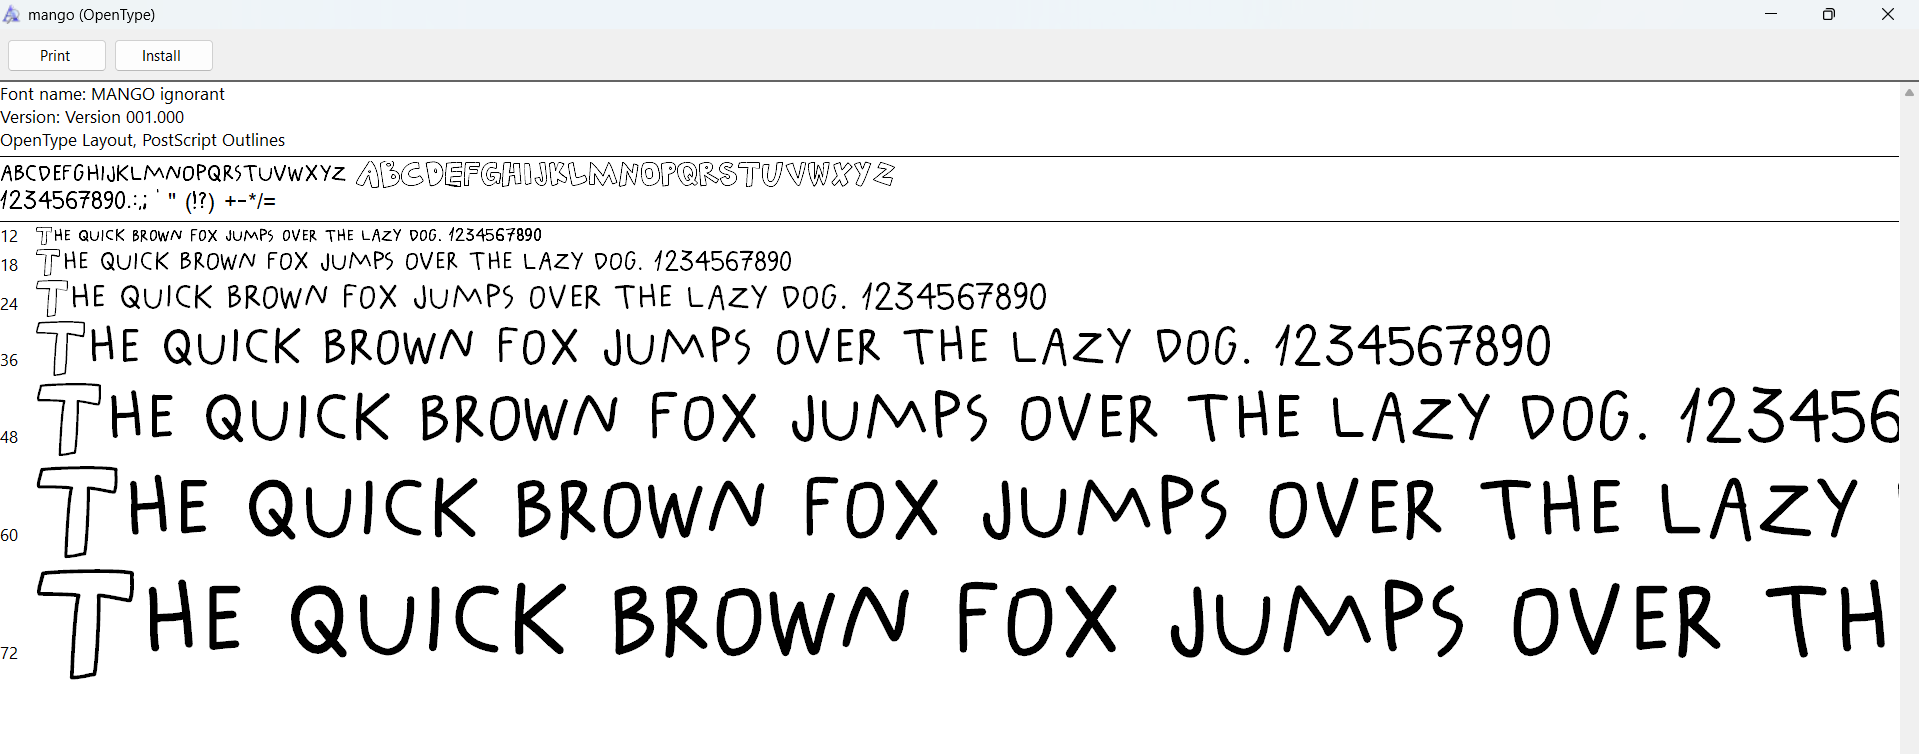 mango (OpenType)
Print Install
Font name: MANGO ignorant
Version: Version 001.000
OpenType Layout, PostScript Outlines
ABCDEFGHIJKLMNOPQRSTUVWXYZ ABCDEFGHIJKLMNOPQRSTUVWXYZ
1234567890.:,; ' " (!?) +-*/=
12 THE QUICK BROWN FOX JUMPS OVER THE LAZY DOG. 1234567890
18 THE QUICK BROWN FOX JUMPS OVER THE LAZY DOG. 1234567890
24 THE QUICK BROWN FOX JUMPS OVER THE LAZY DOG. 1234567890
36 THE QUICK BROWN FOX JUMPS OVER THE LAZY DOG. 1234567890
48 THE QUICK BROWN FOX JUMPS OVER THE LAZY DOG. 123456
60 THE QUICK BROWN FOX JUMPS OVER THE LAZY
72 THE QUICK BROWN FOX JUMPS OVER TH